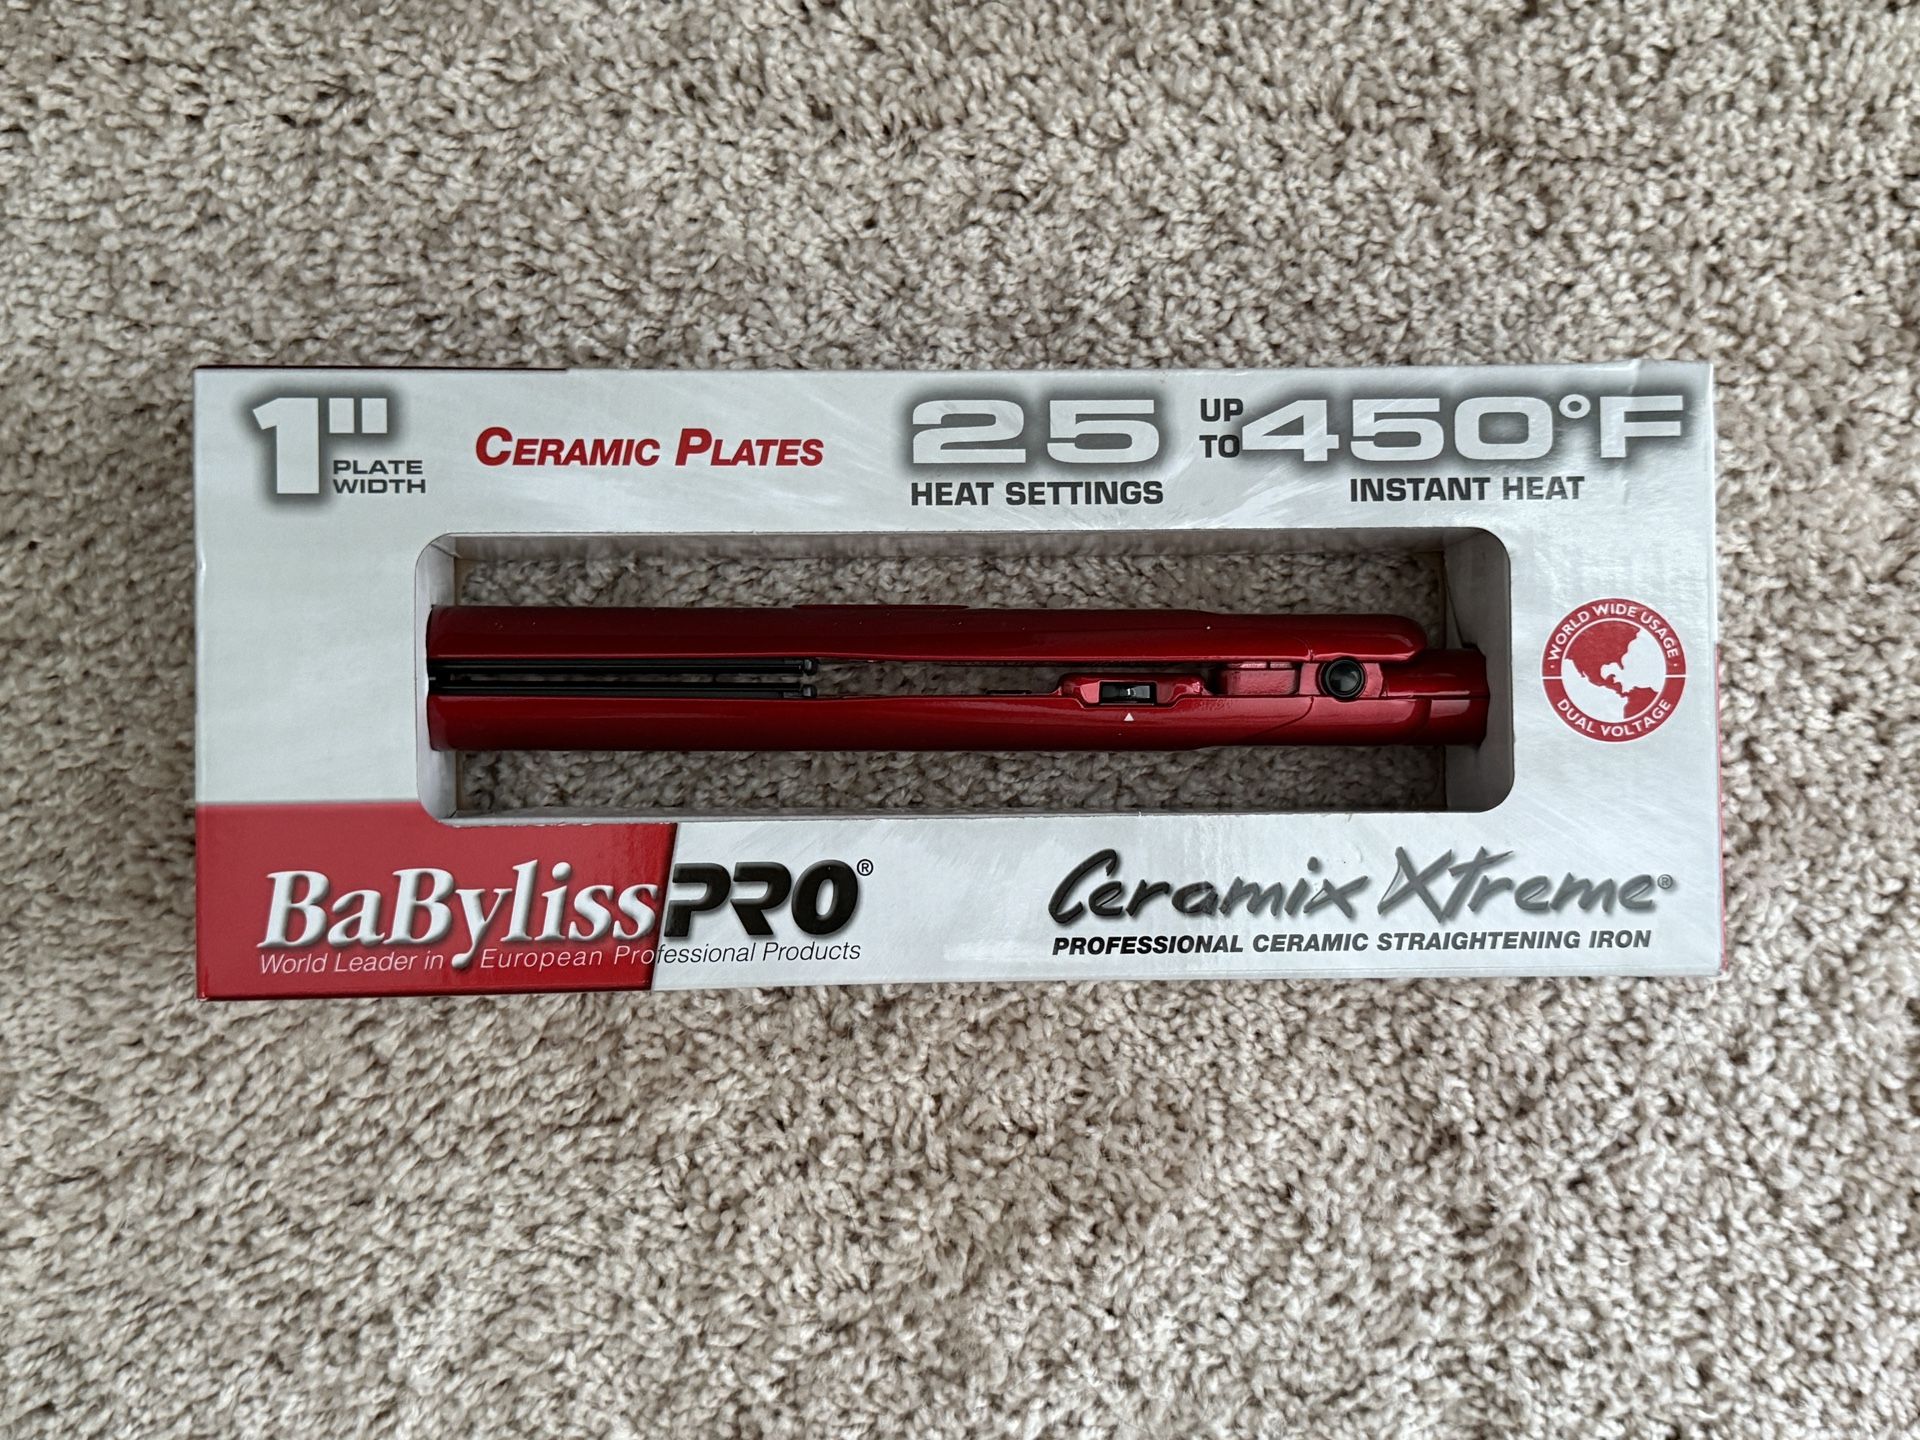 1"
PLATE
WIDTH
CERAMIC PLATES
25
HEAT SETTINGS
UP
TO
450°F
INSTANT HEAT
1
WORLD WIDE USAGE
DUAL VOLTAGE
BaBylissPRO®
World Leader in European Professional Products
Ceramix Xtreme®
PROFESSIONAL CERAMIC STRAIGHTENING IRON